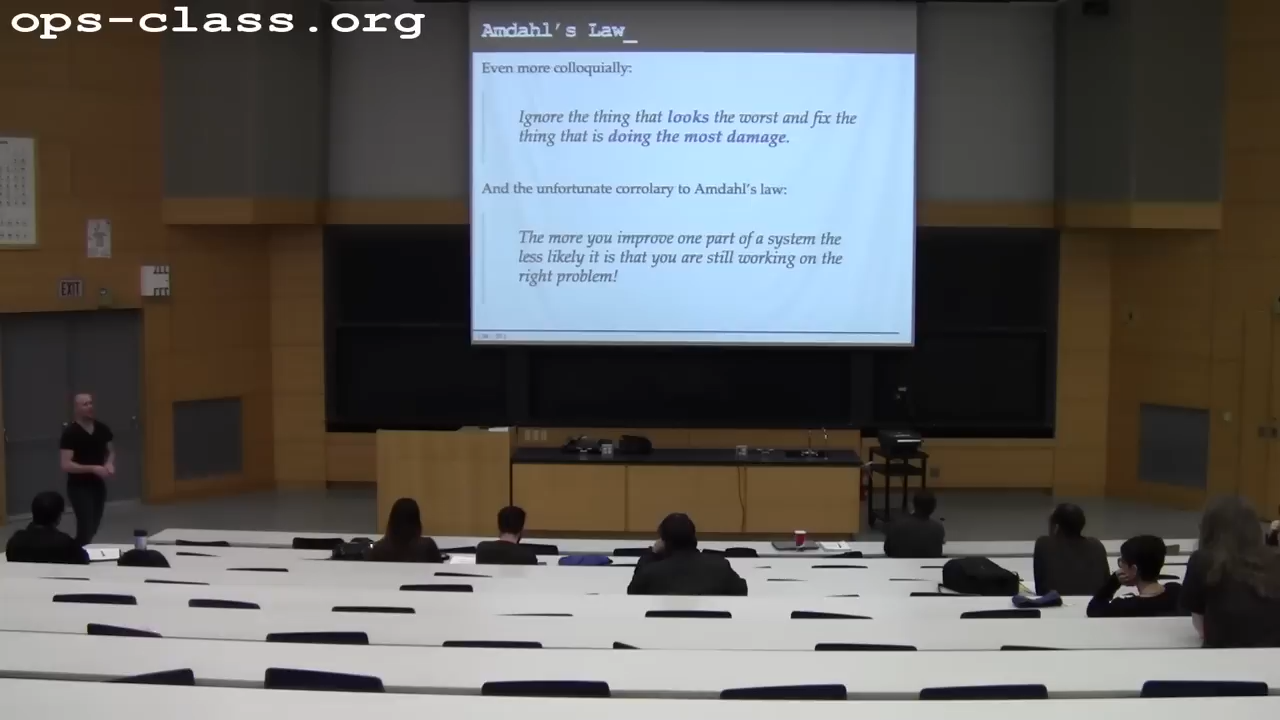 ops-class.org
Amdahl's Law_
Even more colloquially:
Ignore the thing that looks the worst and fix the
thing that is doing the most damage.
And the unfortunate corrolary to Amdahl's law:
The more you improve one part of a system the
less likely it is that you are still working on the
right problem!
EXIT